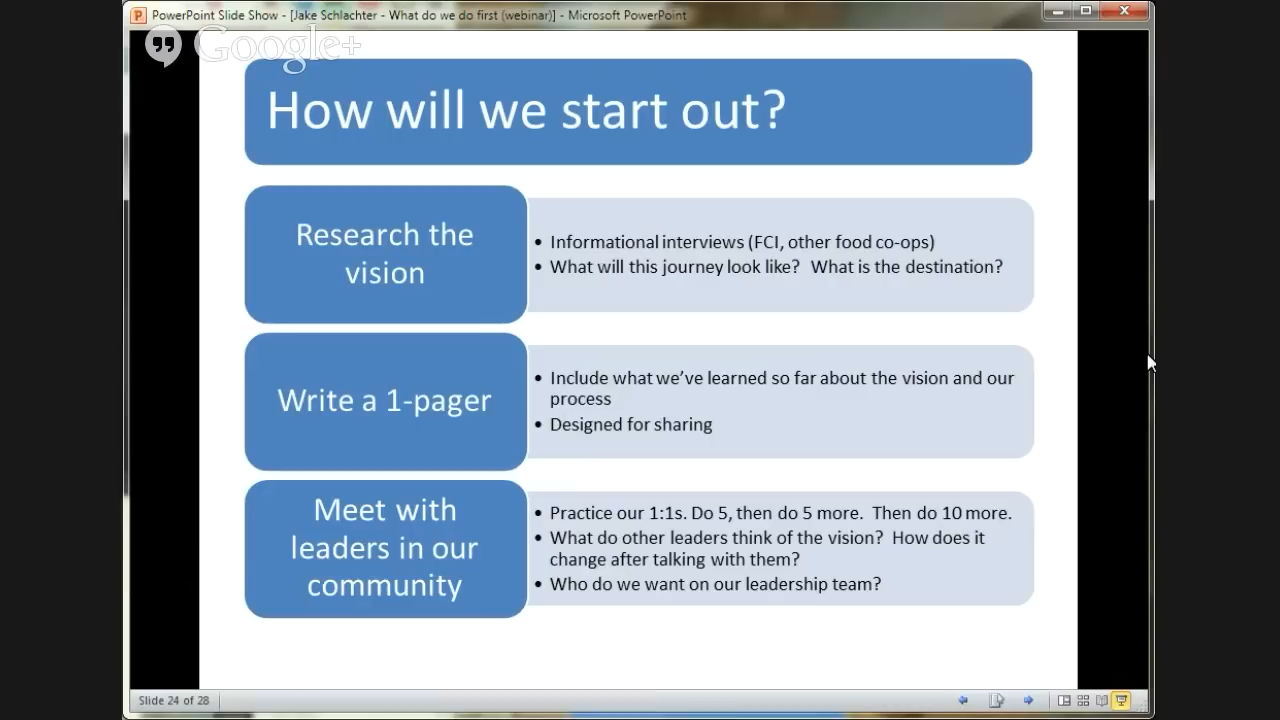 PowerPoint Slide Show - [Jake Schlachter - What do we do first (webinar)] - Microsoft PowerPoint
Google+
How will we start out?
Research the
vision
• Informational interviews (FCI, other food co-ops)
• What will this journey look like? What is the destination?
Write a 1-pager
• Include what we've learned so far about the vision and our
process
• Designed for sharing
Meet with
leaders in our
community
• Practice our 1:1s. Do 5, then do 5 more. Then do 10 more.
• What do other leaders think of the vision? How does it
change after talking with them?
• Who do we want on our leadership team?
Slide 24 of 28